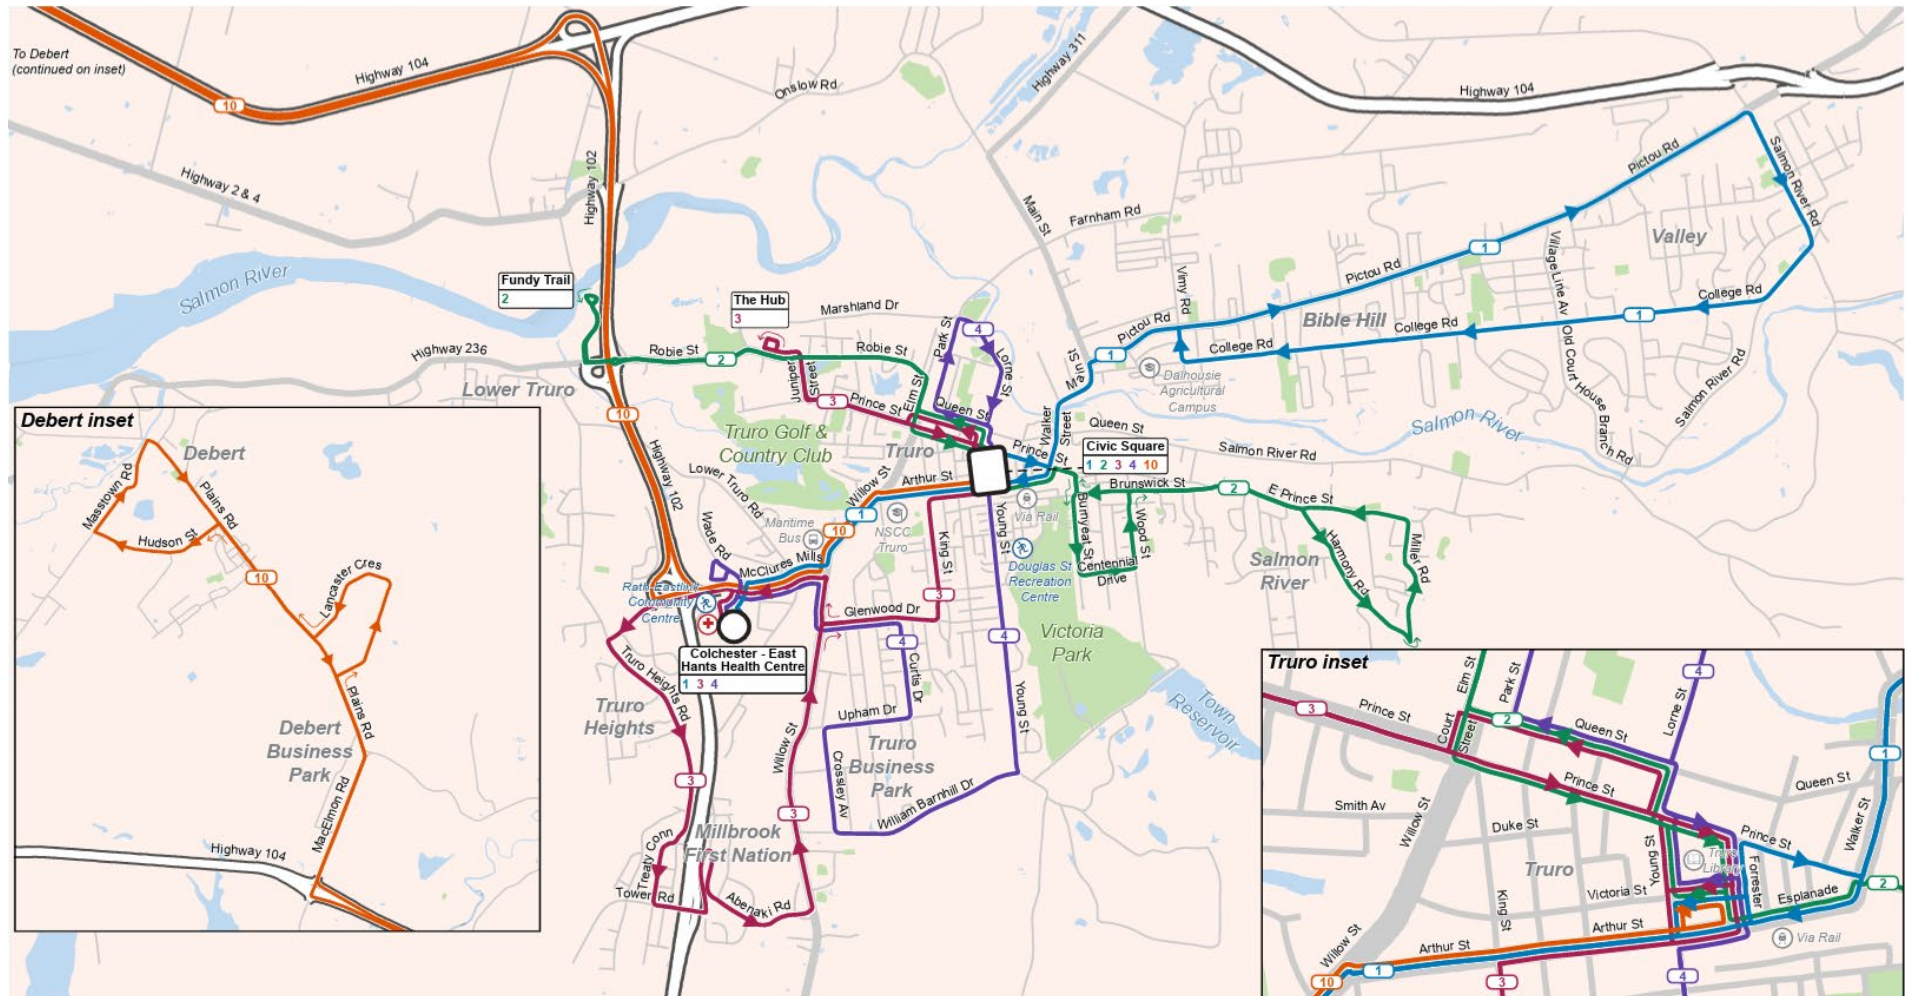 To Debert
(continued on inset)
10
Highway 104
Onslow Rd
Highway 311
Highway 104
Highway 2 & 4
Highway 102
Main St
Farnham Rd
Pictou Rd
Salmon River Rd
Valley
Village Line Av
1
Pictou Rd
Vimy Rd
Salmon River
Fundy Trail
2
The Hub
3
Marshland Dr
Park St
4
Lorne St
Pictou Rd
Bible Hill
College Rd
1
College Rd
College Rd
Old Court House Branch Rd
Salmon River Rd
Highway 236
Robie St
2
Robie St
Juniper
Street
Elm St
Main St
1
Dalhousie
Agricultural
Campus
Lower Truro
10
3
Prince St
Queen St
Walker
Street
Queen St
Salmon River
Truro Golf &
Country Club
Truro
Prince St
Civic Square
1 2 3 4 10
Salmon River Rd
Highway 102
Lower Truro Rd
Willow St
Arthur St
Via Rail
Brunswick St
2
E Prince St
Wade Rd
Maritime
Bus
1
10
NSCC
Truro
King St
Young St
Burnyeat St
Wood St
Centennial
Drive
Harmony Rd
Miller Rd
Salmon
River
McClures Mills
Rath Eastlink
Community
Centre
Douglas St
Recreation
Centre
3
Glenwood Dr
4
4
Victoria
Park
Colchester - East
Hants Health Centre
1 3 4
Curtis Dr
Young St
Town
Reservoir
Truro Heights Rd
Truro
Heights
Upham Dr
Willow St
Truro
Business
Park
Crossley Av
William Barnhill Dr
3
3
Millbrook
First Nation
Treaty Conn
Tower Rd
Abenaki Rd
Debert inset
Debert
Masstown Rd
Plains Rd
Hudson St
10
Lancaster Cres
Plains Rd
Debert
Business
Park
MacElmon Rd
Highway 104
Truro inset
Elm St
Park St
4
Lorne St
3
Prince St
Court
Street
2
Queen St
1
Queen St
Prince St
Smith Av
Willow St
Duke St
Prince St
Walker St
Truro
Young St
Truro
Library
Forrester
Victoria St
Esplanade
2
King St
Arthur St
Willow St
Arthur St
Via Rail
1
10
3
4